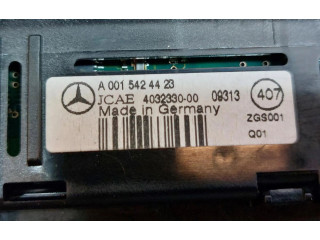 A 001 542 44 23
JCAE 4032330-00 09313
Made in Germany
407
ZGS001
Q01